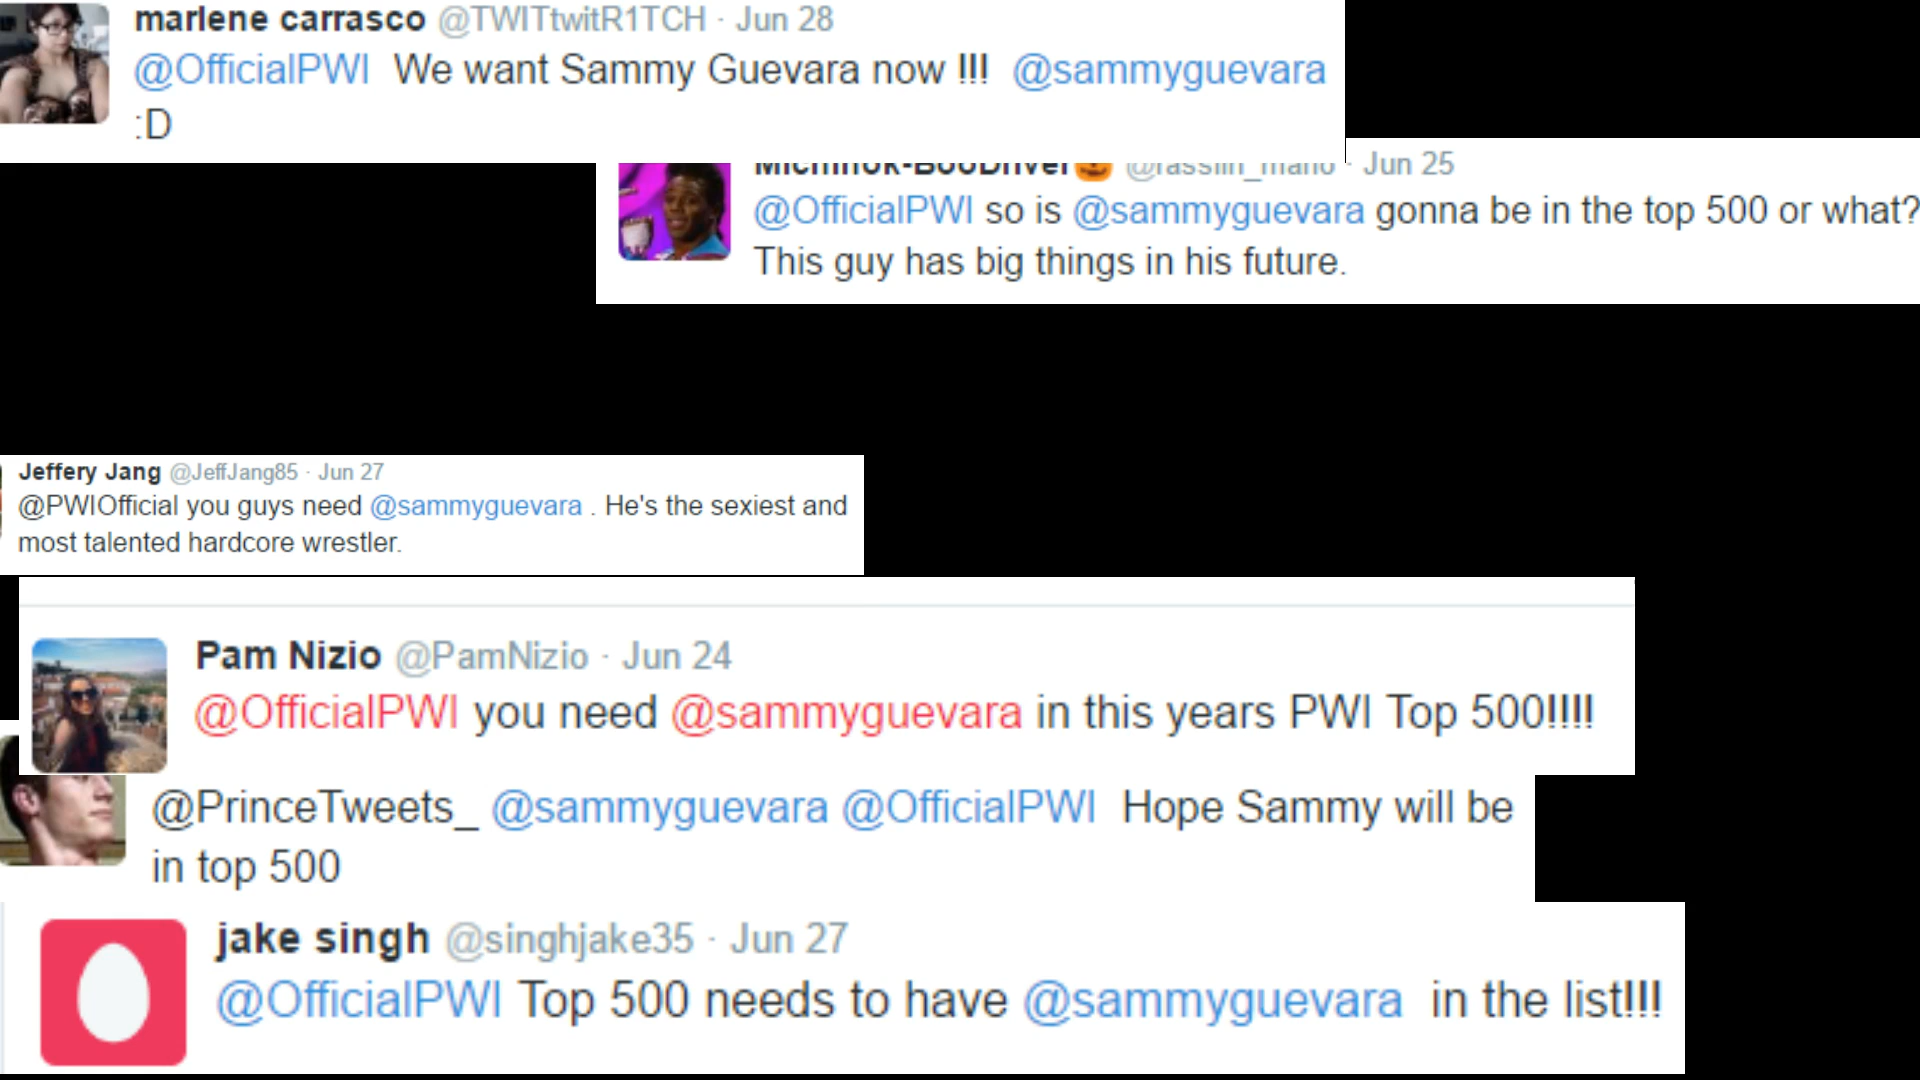 marlene carrasco @TWITtwitR1TCH · Jun 28
@OfficialPWI We want Sammy Guevara now !!! @sammyguevara
:D
Michinok-BooDriver🎃 @rasslin_mano · Jun 25
@OfficialPWI so is @sammyguevara gonna be in the top 500 or what?
This guy has big things in his future.
Jeffery Jang @JeffJang85 · Jun 27
@PWIOfficial you guys need @sammyguevara . He's the sexiest and
most talented hardcore wrestler.
Pam Nizio @PamNizio · Jun 24
@OfficialPWI you need @sammyguevara in this years PWI Top 500!!!!
@PrinceTweets_ @sammyguevara @OfficialPWI Hope Sammy will be
in top 500
jake singh @singhjake35 · Jun 27
@OfficialPWI Top 500 needs to have @sammyguevara in the list!!!